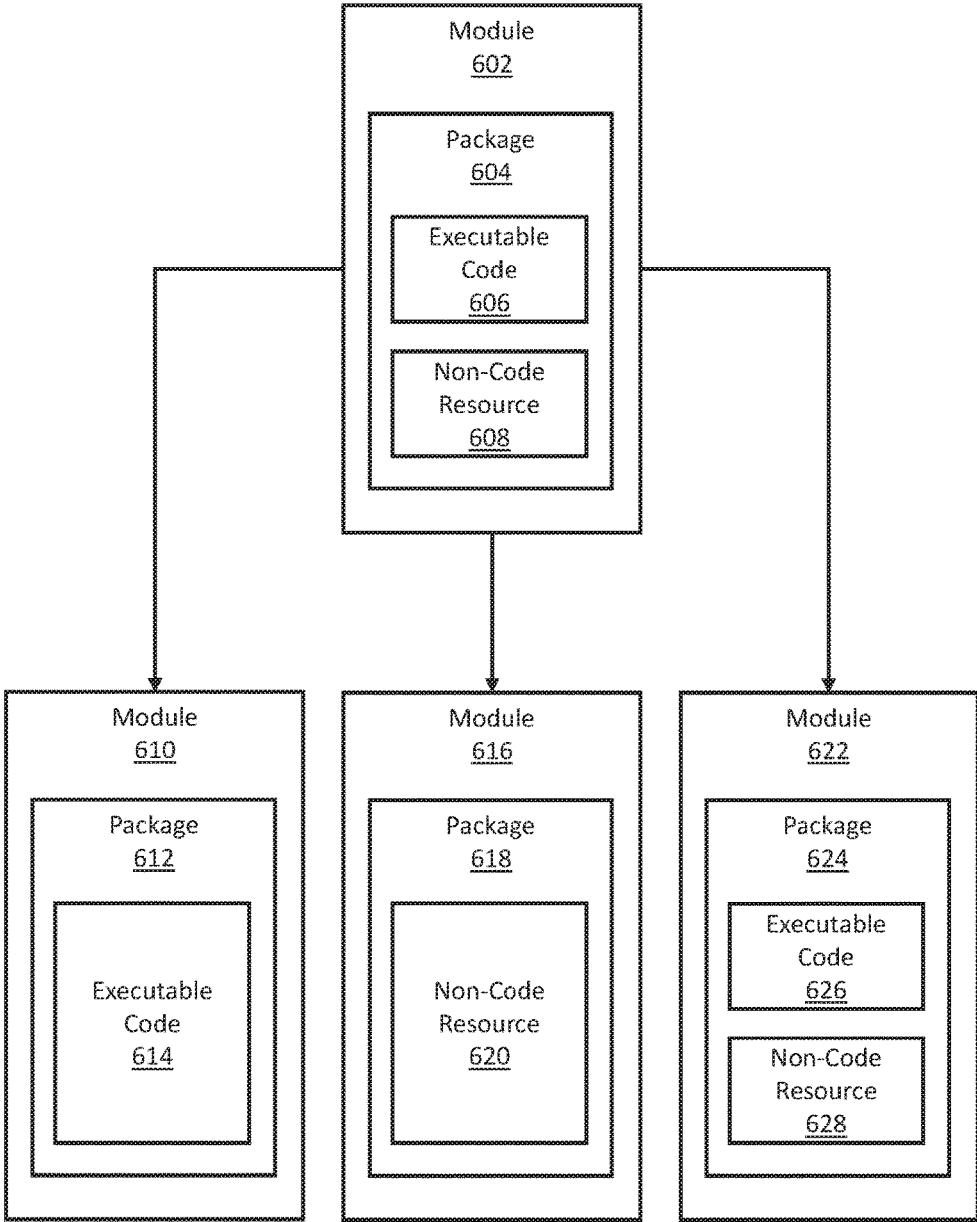 Module
602
Package
604
Executable
Code
606
Non-Code
Resource
608
Module
610
Package
612
Executable
Code
614
Module
616
Package
618
Non-Code
Resource
620
Module
622
Package
624
Executable
Code
626
Non-Code
Resource
628